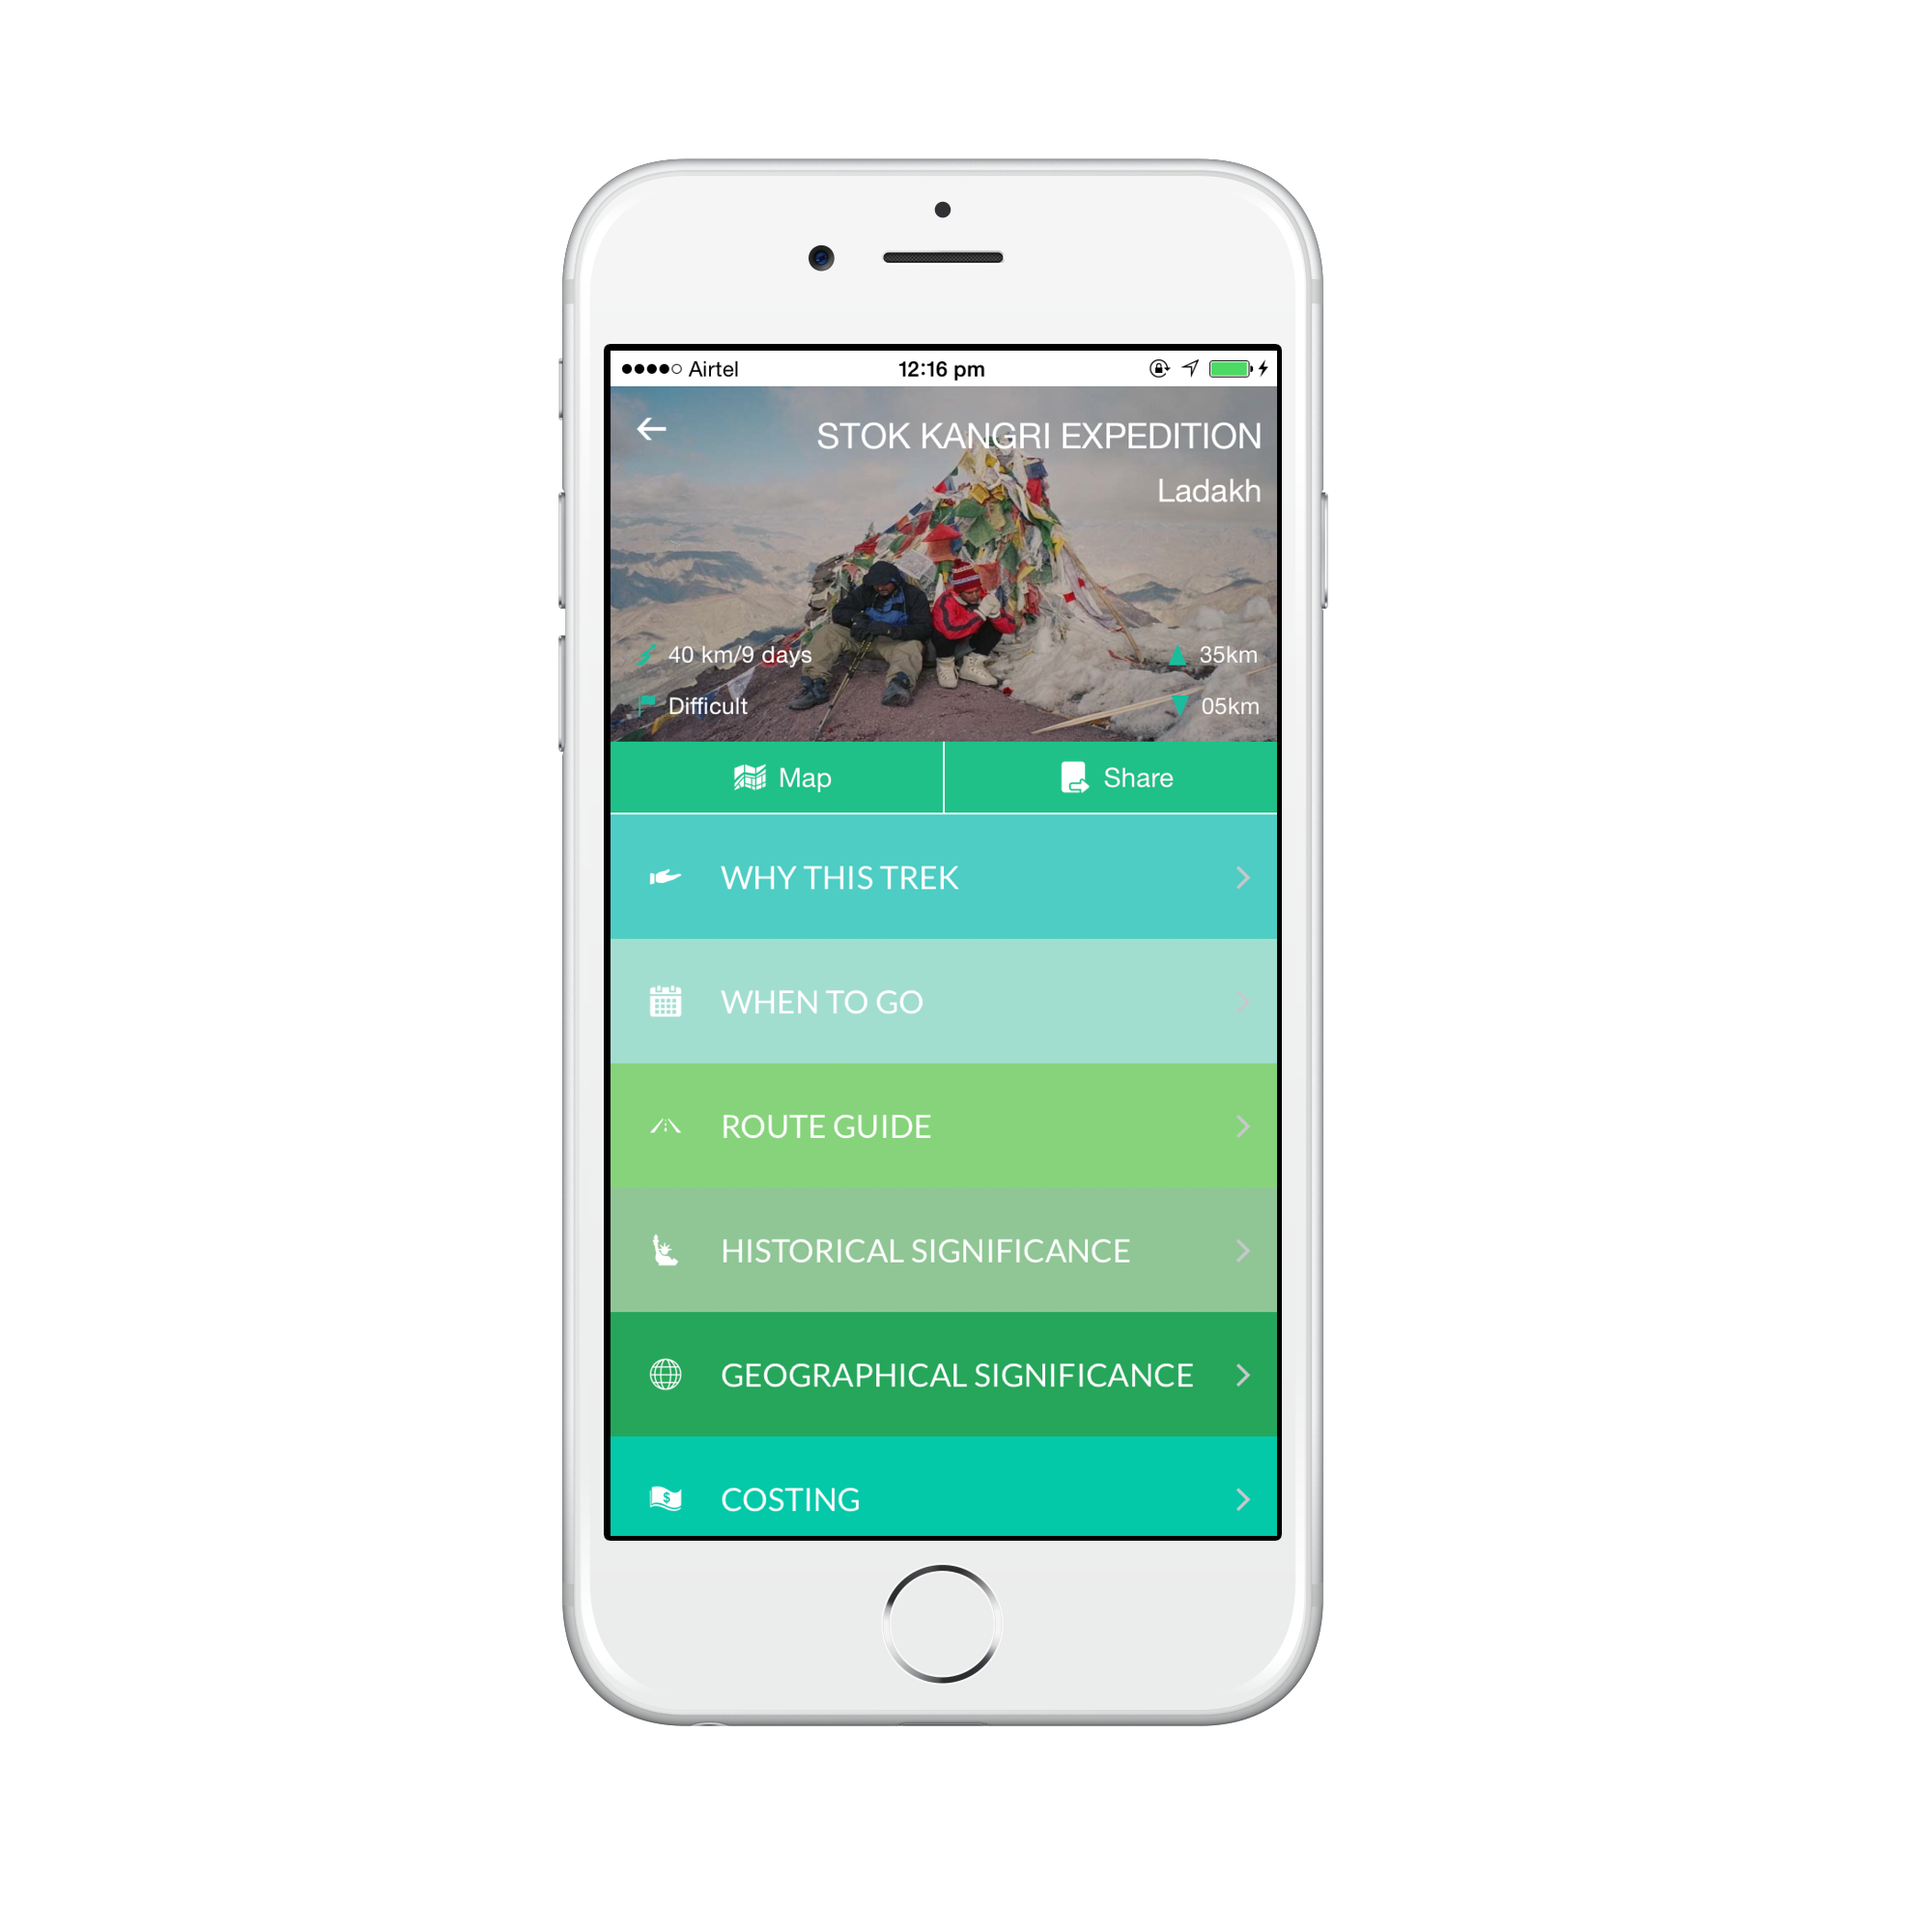 Airtel 12:16 pm
STOK KANGRI EXPEDITION
Ladakh
40 km/9 days 35km
Difficult 05km
Map Share
WHY THIS TREK
WHEN TO GO
ROUTE GUIDE
HISTORICAL SIGNIFICANCE
GEOGRAPHICAL SIGNIFICANCE
COSTING